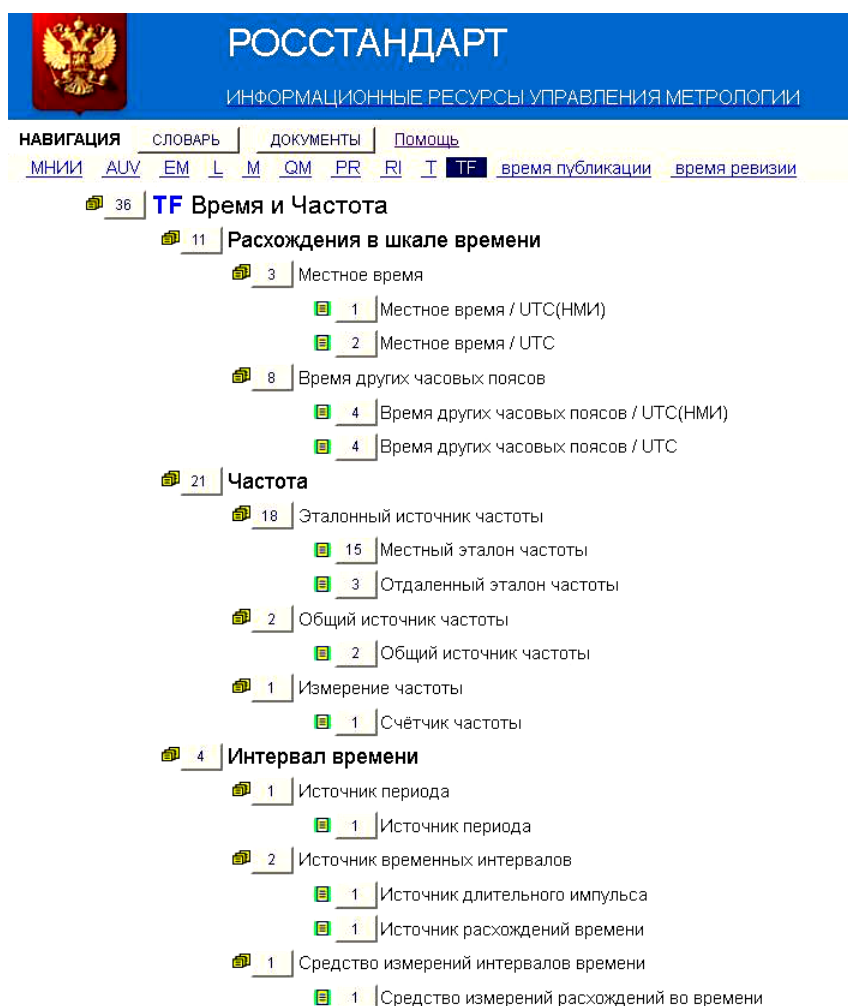 РОССТАНДАРТ
ИНФОРМАЦИОННЫЕ РЕСУРСЫ УПРАВЛЕНИЯ МЕТРОЛОГИИ
НАВИГАЦИЯ СЛОВАРЬ ДОКУМЕНТЫ Помощь
МНИИ AUV EM L M QM PR RI T TF время публикации время ревизии
36 TF Время и Частота
11 Расхождения в шкале времени
3 Местное время
1 Местное время / UTC(НМИ)
2 Местное время / UTC
8 Время других часовых поясов
4 Время других часовых поясов / UTC(НМИ)
4 Время других часовых поясов / UTC
21 Частота
18 Эталонный источник частоты
15 Местный эталон частоты
3 Отдаленный эталон частоты
2 Общий источник частоты
2 Общий источник частоты
1 Измерение частоты
1 Счётчик частоты
4 Интервал времени
1 Источник периода
1 Источник периода
2 Источник временных интервалов
1 Источник длительного импульса
1 Источник расхождений времени
1 Средство измерений интервалов времени
1 Средство измерений расхождений во времени